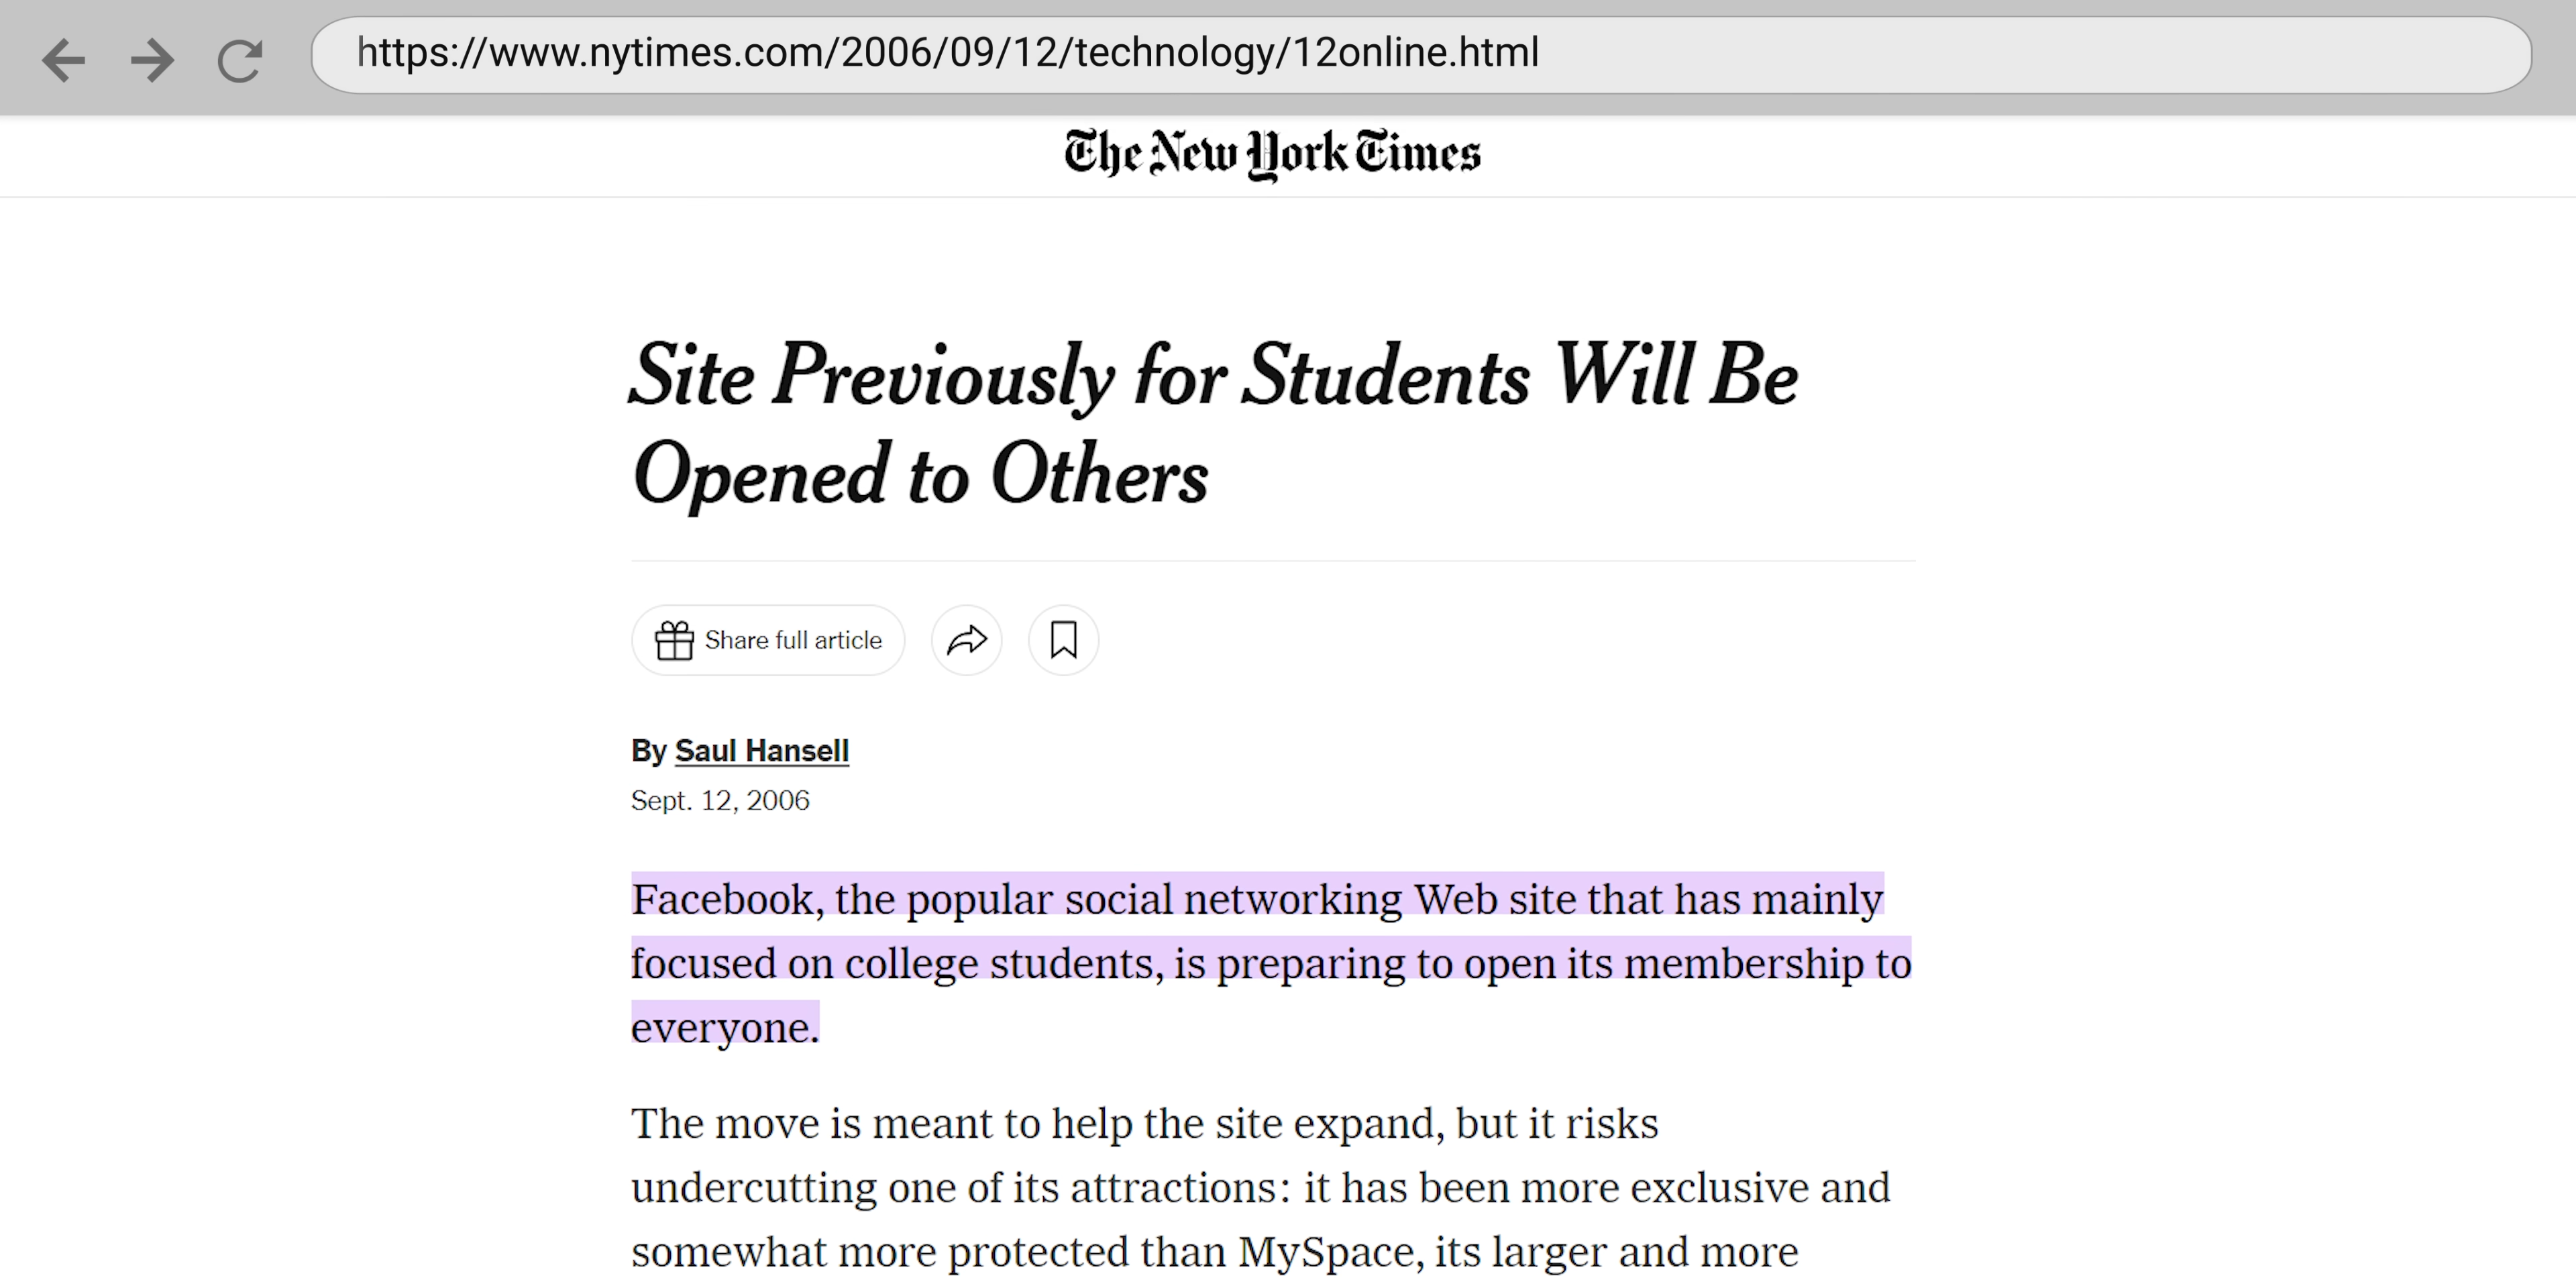 https://www.nytimes.com/2006/09/12/technology/12online.html
The New York Times
Site Previously for Students Will Be
Opened to Others
Share full article
By Saul Hansell
Sept. 12, 2006
Facebook, the popular social networking Web site that has mainly
focused on college students, is preparing to open its membership to
everyone.
The move is meant to help the site expand, but it risks
undercutting one of its attractions: it has been more exclusive and
somewhat more protected than MySpace, its larger and more